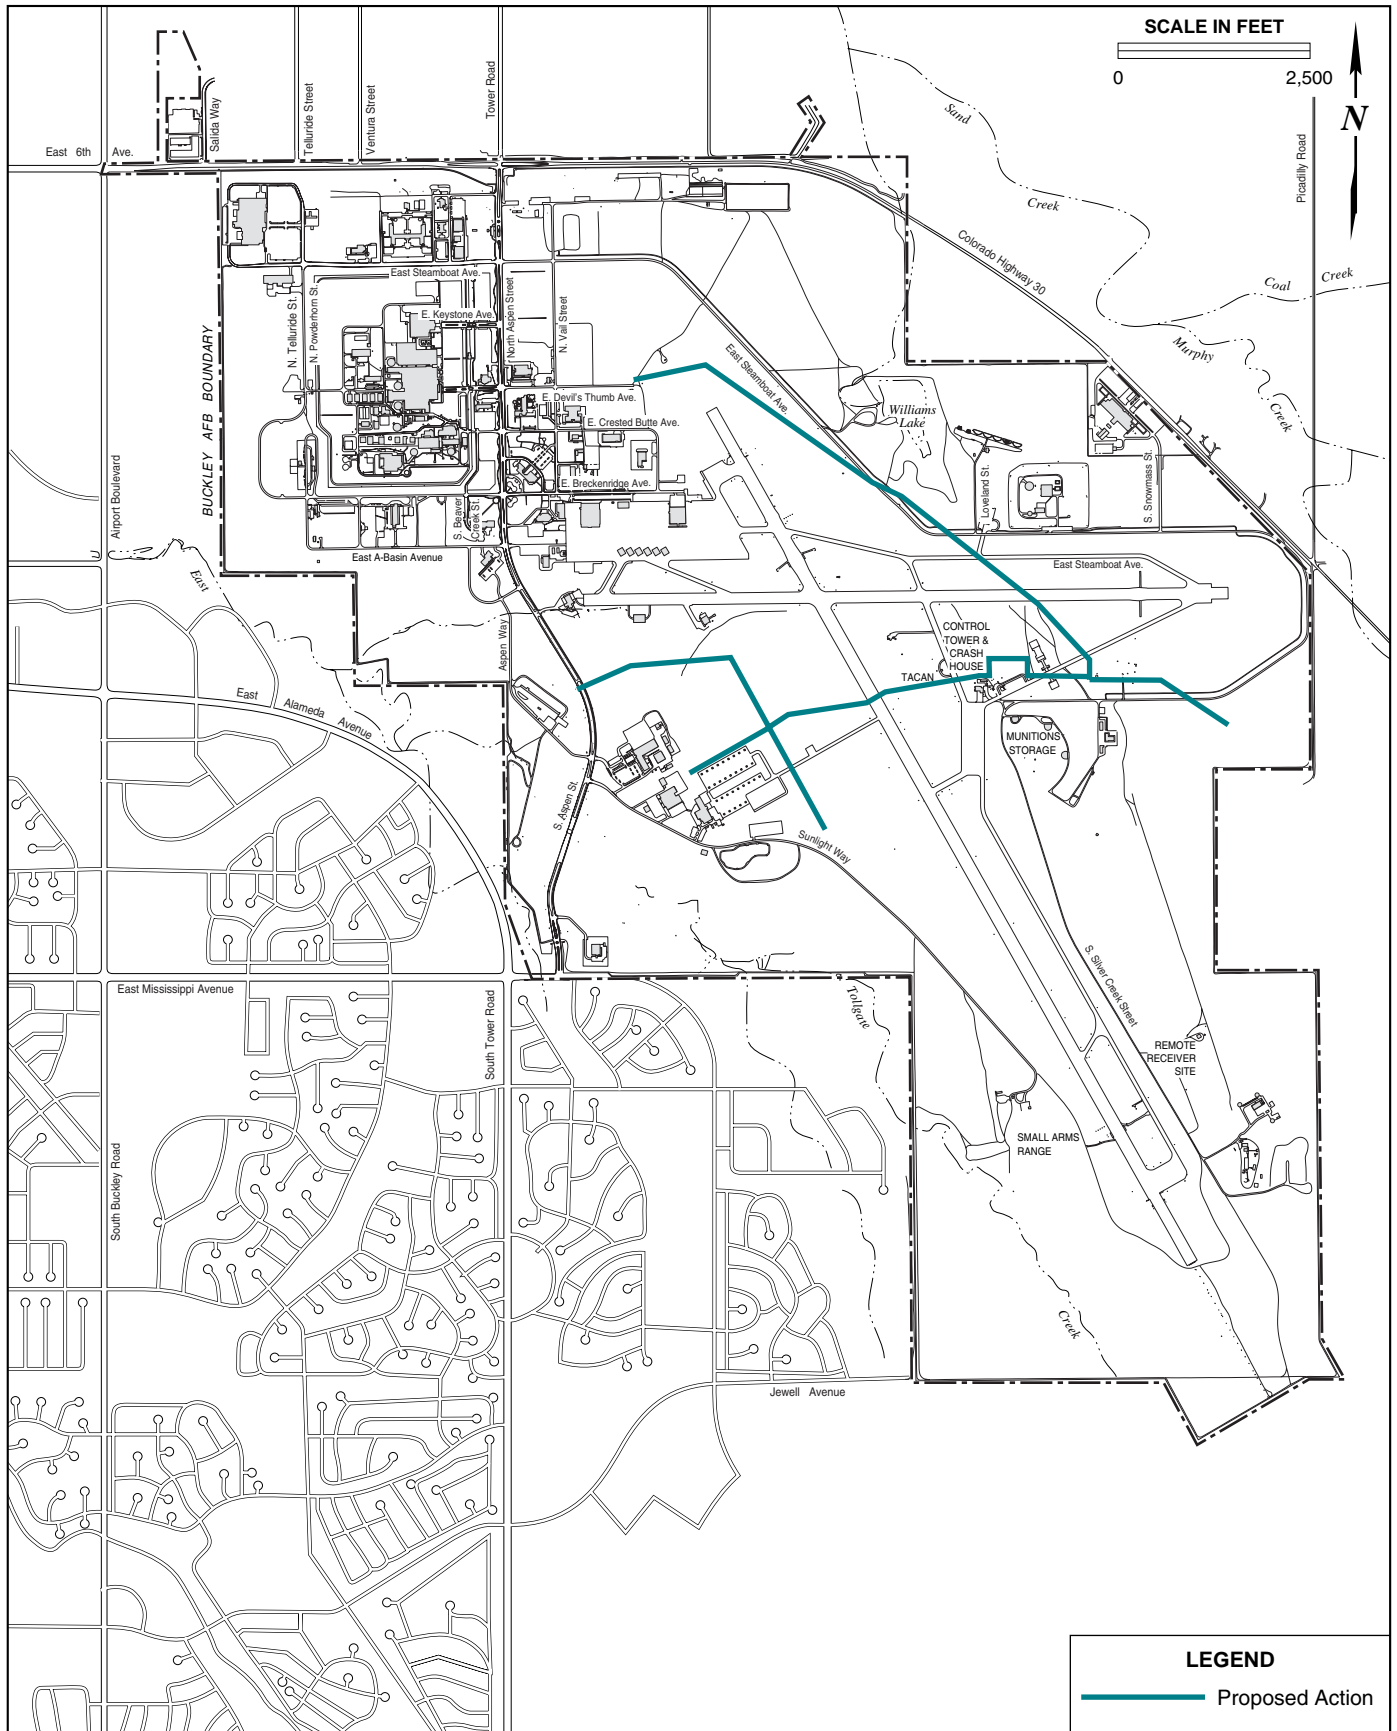 SCALE IN FEET
0 2,500
N
Salida Way
Telluride Street
Ventura Street
Tower Road
Sand
Creek
Picadilly Road
East 6th Ave.
Colorado Highway 30
Coal Creek
Murphy
Creek
East Steamboat Ave.
N. Telluride St.
N. Powderhorn St.
E. Keystone Ave.
North Aspen Street
N. Vail Street
BUCKLEY AFB BOUNDARY
East Steamboat Ave.
E. Devil's Thumb Ave.
E. Crested Butte Ave.
Williams
Lake
E. Breckenridge Ave.
Airport Boulevard
S. Beaver
Creek St.
Loveland St.
S. Snowmass St.
East A-Basin Avenue
East
East Steamboat Ave.
Aspen Way
CONTROL
TOWER &
CRASH
HOUSE
TACAN
East Alameda Avenue
MUNITIONS
STORAGE
S. Aspen St.
Sunlight Way
East Mississippi Avenue
South Tower Road
Tollgate
S. Silver Creek Street
REMOTE
RECEIVER
SITE
SMALL ARMS
RANGE
South Buckley Road
Creek
Jewell Avenue
LEGEND
Proposed Action